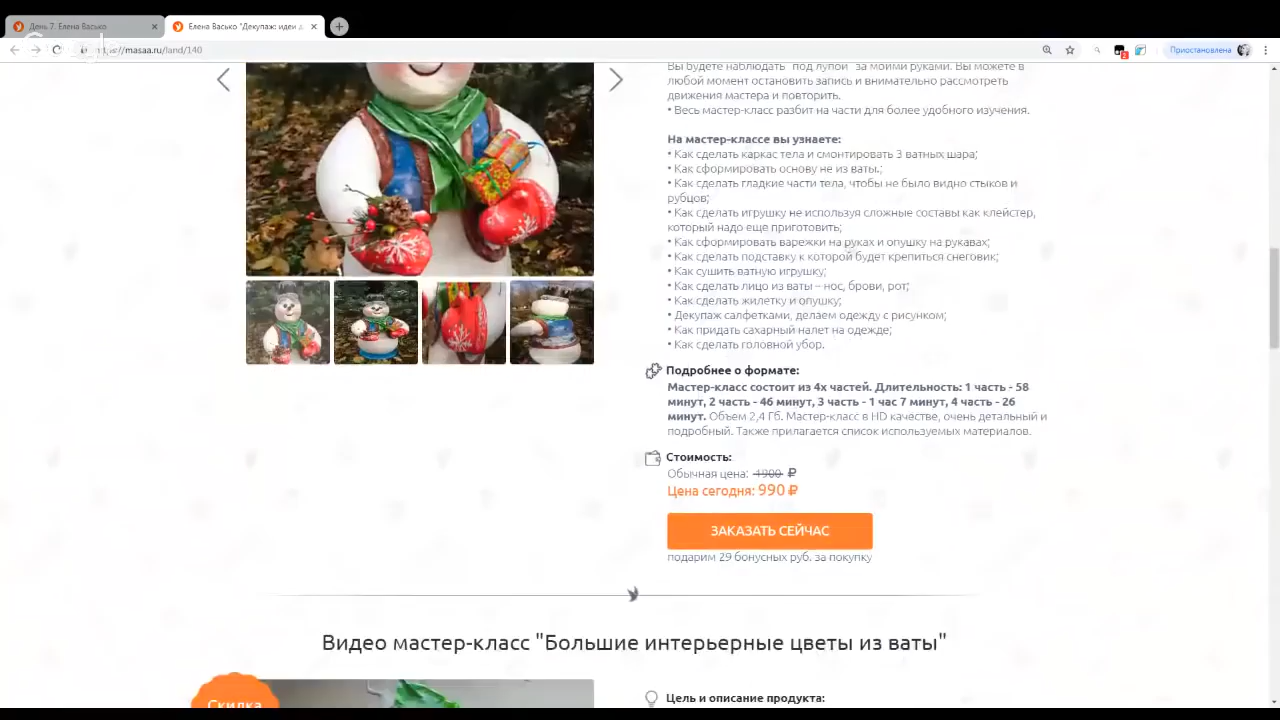 День 7. Елена Васько
Елена Васько "Декупаж: идеи д
masaa.ru/land/140
Приостановлена
2
Вы будете наблюдать "под лупой" за моими руками. Вы можете в
любой момент остановить запись и внимательно рассмотреть
движения мастера и повторить.
• Весь мастер-класс разбит на части для более удобного изучения.
На мастер-классе вы узнаете:
• Как сделать каркас тела и смонтировать 3 ватных шара;
• Как сформировать основу не из ваты.;
• Как сделать гладкие части тела, чтобы не было видно стыков и
рубцов;
• Как сделать игрушку не используя сложные составы как клейстер,
который надо еще приготовить;
• Как сформировать варежки на руках и опушку на рукавах;
• Как сделать подставку к которой будет крепиться снеговик;
• Как сушить ватную игрушку;
• Как сделать лицо из ваты – нос, брови, рот;
• Как сделать жилетку и опушку;
• Декупаж салфетками, делаем одежду с рисунком;
• Как придать сахарный налет на одежде;
• Как сделать головной убор.
Подробнее о формате:
Мастер-класс состоит из 4х частей. Длительность: 1 часть - 58
минут, 2 часть - 46 минут, 3 часть - 1 час 7 минут, 4 часть - 26
минут. Объем 2,4 Гб. Мастер-класс в HD качестве, очень детальный и
подробный. Также прилагается список используемых материалов.
Стоимость:
Обычная цена: 1900 ₽
Цена сегодня: 990 ₽
ЗАКАЗАТЬ СЕЙЧАС
подарим 29 бонусных руб. за покупку
Видео мастер-класс "Большие интерьерные цветы из ваты"
Скидка
Цель и описание продукта: